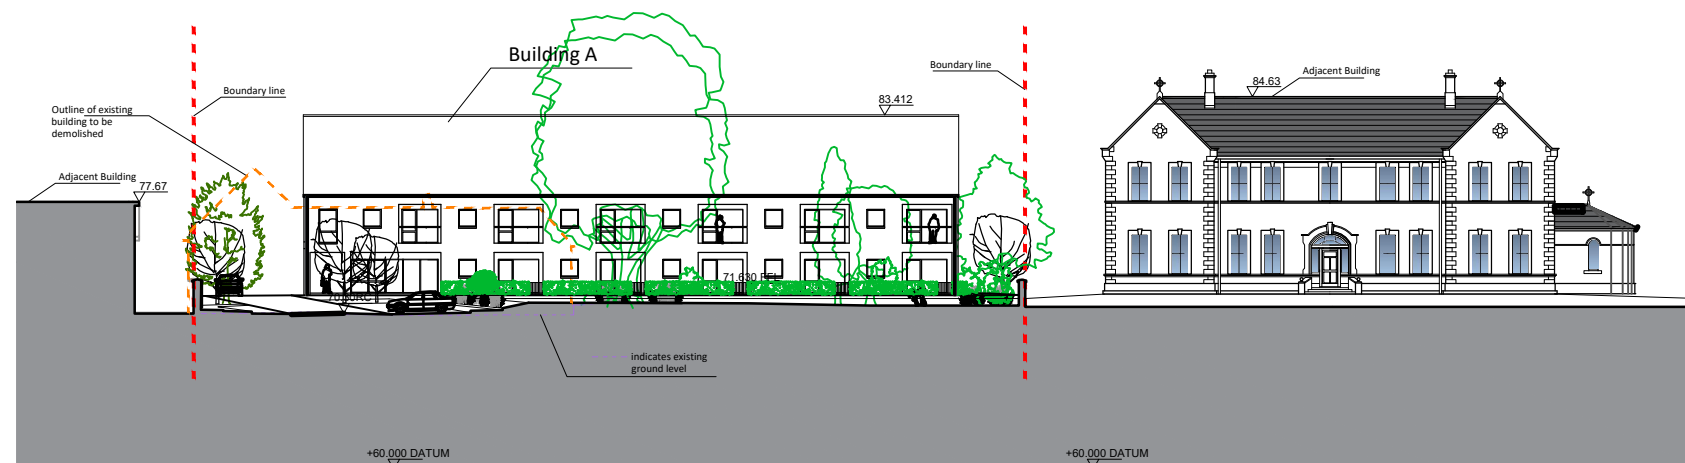 Building A
Boundary line
Adjacent Building
84.63
Boundary line
83.412
Outline of existing
building to be
demolished
Adjacent Building
77.67
71.630 FFL
indicates existing
ground level
+60.000 DATUM
+60.000 DATUM